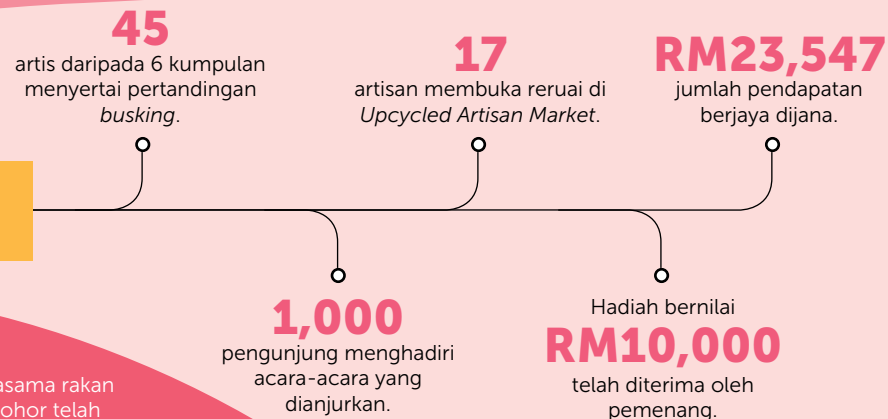 45
artis daripada 6 kumpulan
menyertai pertandingan
busking.
17
artisan membuka reruai di
Upcycled Artisan Market.
RM23,547
jumlah pendapatan
berjaya dijana.
1,000
pengunjung menghadiri
acara-acara yang
dianjurkan.
Hadiah bernilai
RM10,000
telah diterima oleh
pemenang.
rakan
telah